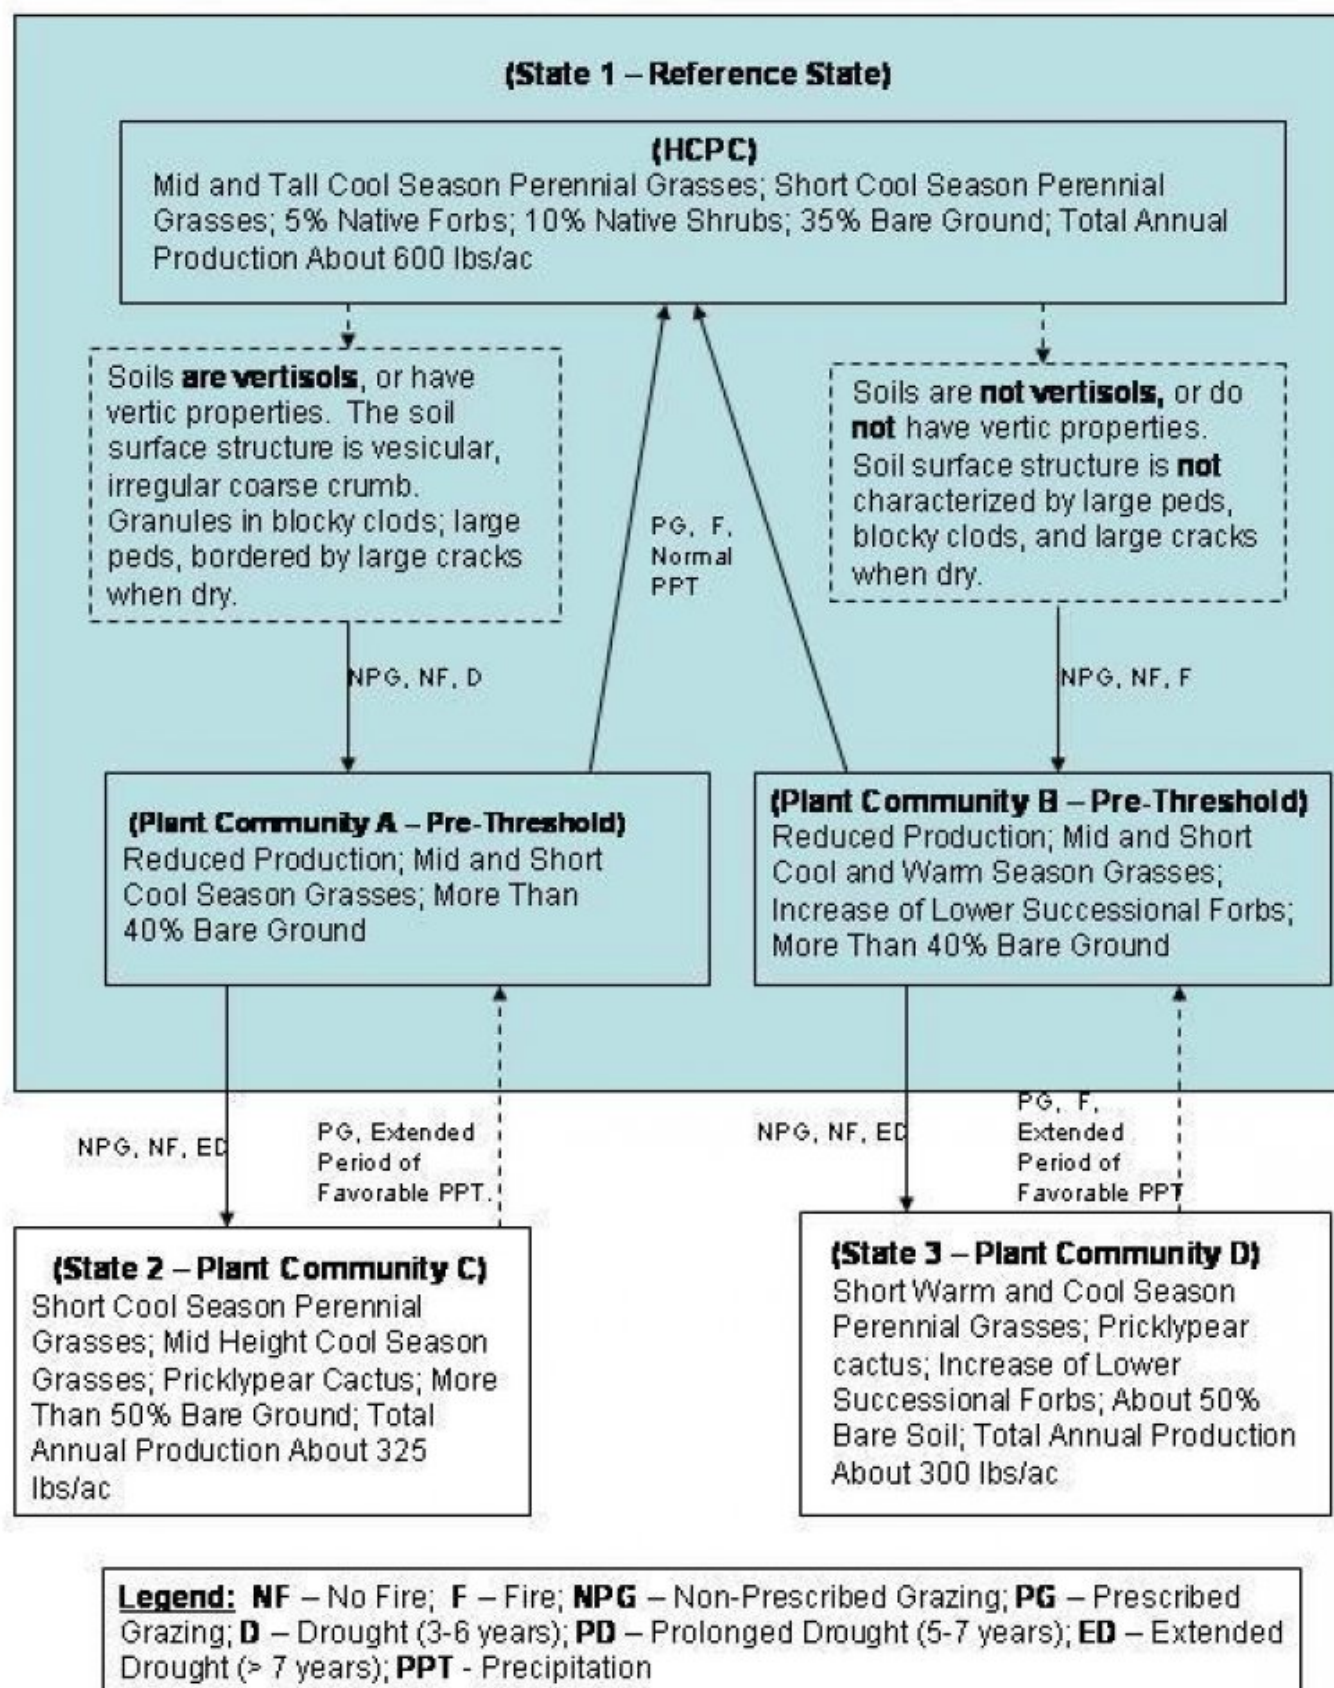 (State 1 – Reference State)
(HCPC)
Mid and Tall Cool Season Perennial Grasses; Short Cool Season Perennial
Grasses; 5% Native Forbs; 10% Native Shrubs; 35% Bare Ground; Total Annual
Production About 600 lbs/ac
Soils are vertisols, or have
vertic properties. The soil
surface structure is vesicular,
irregular coarse crumb.
Granules in blocky clods; large
peds, bordered by large cracks
when dry.
PG, F,
Normal
PPT
Soils are not vertisols, or do
not have vertic properties.
Soil surface structure is not
characterized by large peds,
blocky clods, and large cracks
when dry.
NPG, NF, D
NPG, NF, F
(Plant Community A – Pre-Threshold)
Reduced Production; Mid and Short
Cool Season Grasses; More Than
40% Bare Ground
(Plant Community B – Pre-Threshold)
Reduced Production; Mid and Short
Cool and Warm Season Grasses;
Increase of Lower Successional Forbs;
More Than 40% Bare Ground
NPG, NF, ED
PG, Extended
Period of
Favorable PPT.
NPG, NF, ED
PG, F,
Extended
Period of
Favorable PPT
(State 2 – Plant Community C)
Short Cool Season Perennial
Grasses; Mid Height Cool Season
Grasses; Pricklypear Cactus; More
Than 50% Bare Ground; Total
Annual Production About 325
lbs/ac
(State 3 – Plant Community D)
Short Warm and Cool Season
Perennial Grasses; Pricklypear
cactus; Increase of Lower
Successional Forbs; About 50%
Bare Soil; Total Annual Production
About 300 lbs/ac
Legend: NF – No Fire; F – Fire; NPG – Non-Prescribed Grazing; PG – Prescribed
Grazing; D – Drought (3-6 years); PD – Prolonged Drought (5-7 years); ED – Extended
Drought (> 7 years); PPT - Precipitation